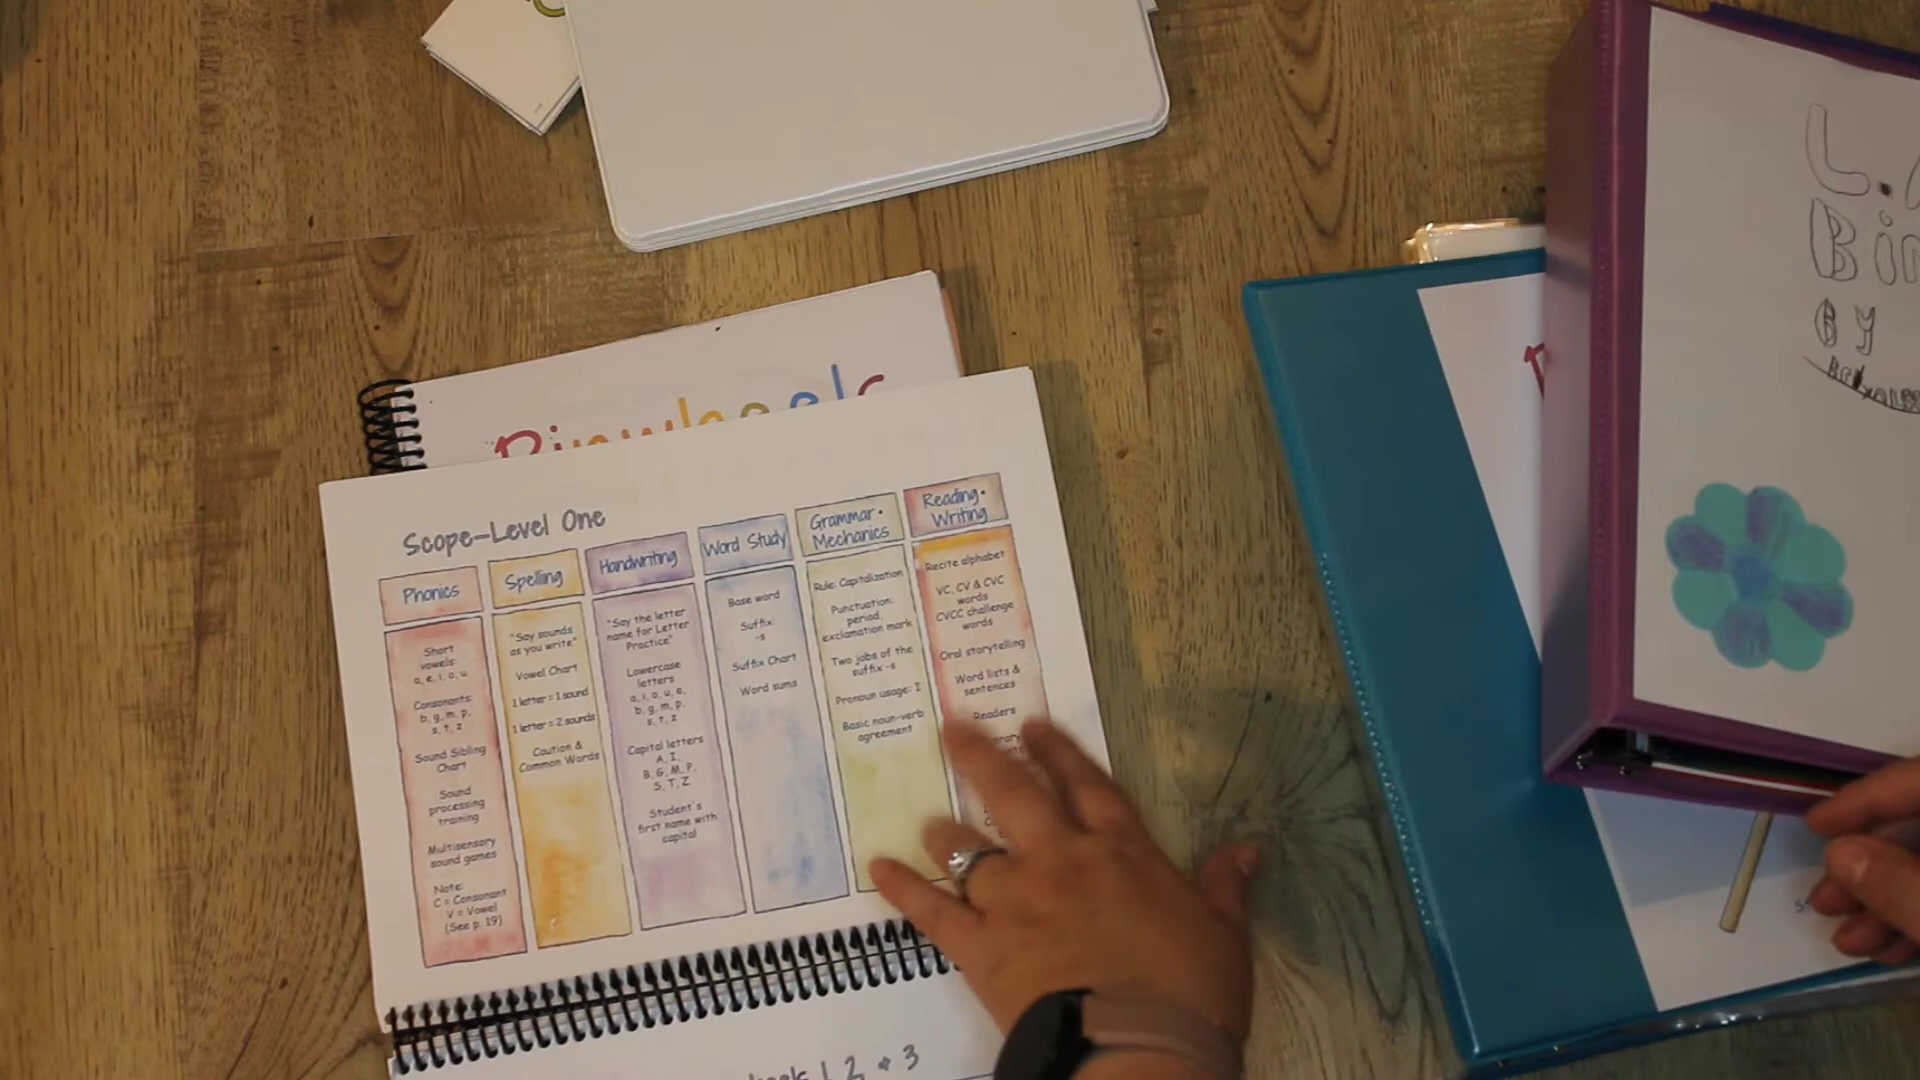 Pinwheels
Scope-Level One
Phonics
Short
vowels:
a, e, i, o, u
Consonants:
b, g, m, p,
s, t, z
Sound Sibling
Chart
Sound
processing
training
Multisensory
sound games
Note:
C = Consonant
V = Vowel
(See p. 19)
Spelling
"Say sounds
as you write"
Vowel Chart
1 letter = 1 sound
1 letter = 2 sounds
Caution &
Common Words
Handwriting
"Say the letter
name for Letter
Practice"
Lowercase
letters
a, i, o, u, e,
b, g, m, p,
s, t, z
Capital letters
A, I,
B, G, M, P,
S, T, Z
Student's
first name with
capital
Word Study
Base word
Suffix:
-s
Suffix Chart
Word sums
Grammar •
Mechanics
Rule: Capitalization
Punctuation:
period,
exclamation mark
Two jobs of the
suffix -s
Pronoun usage: I
Basic noun-verb
agreement
Reading •
Writing
Recite alphabet
VC, CV & CVC
words
CVCC challenge
words
Oral storytelling
Word lists &
sentences
Readers
1, 2, & 3
L.
Bin
BY